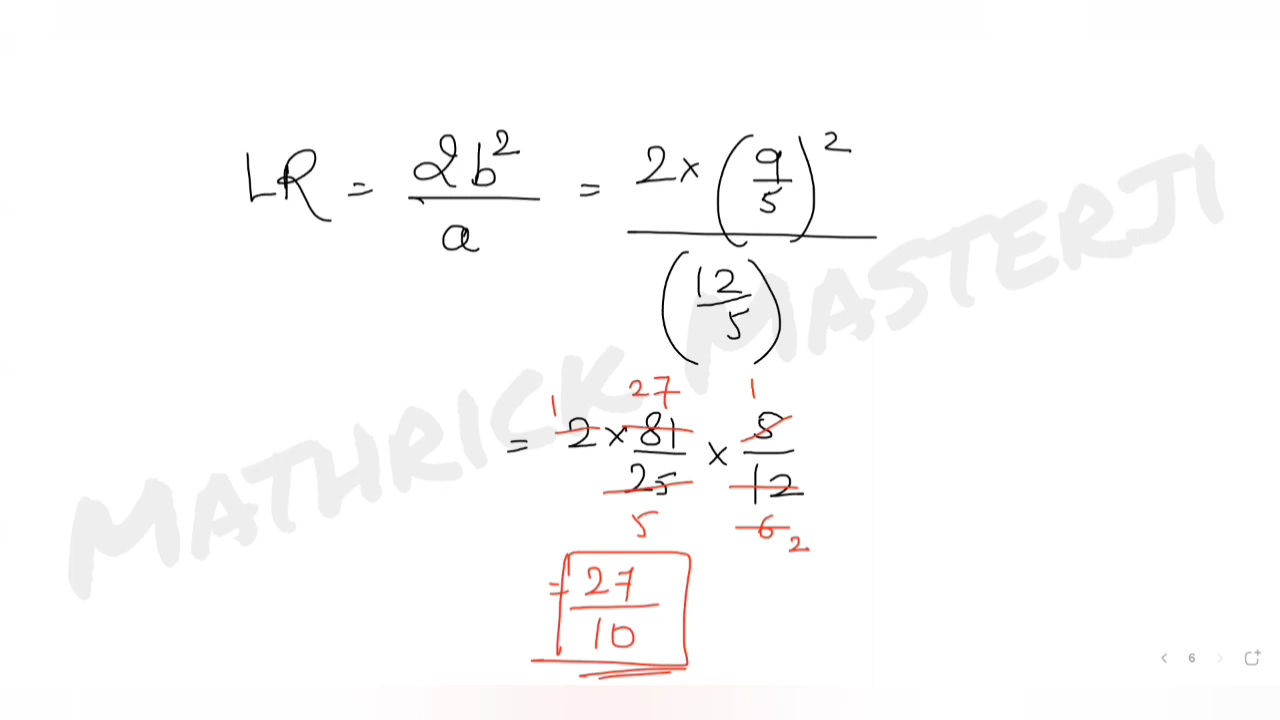 LR = 2b²/a = 2 × (9/5)² / (12/5)
= 2 × 81/25 × 5/12
1 27 1
5 6 2
= 27/10
MATHRICK MASTERJI
< 6 >